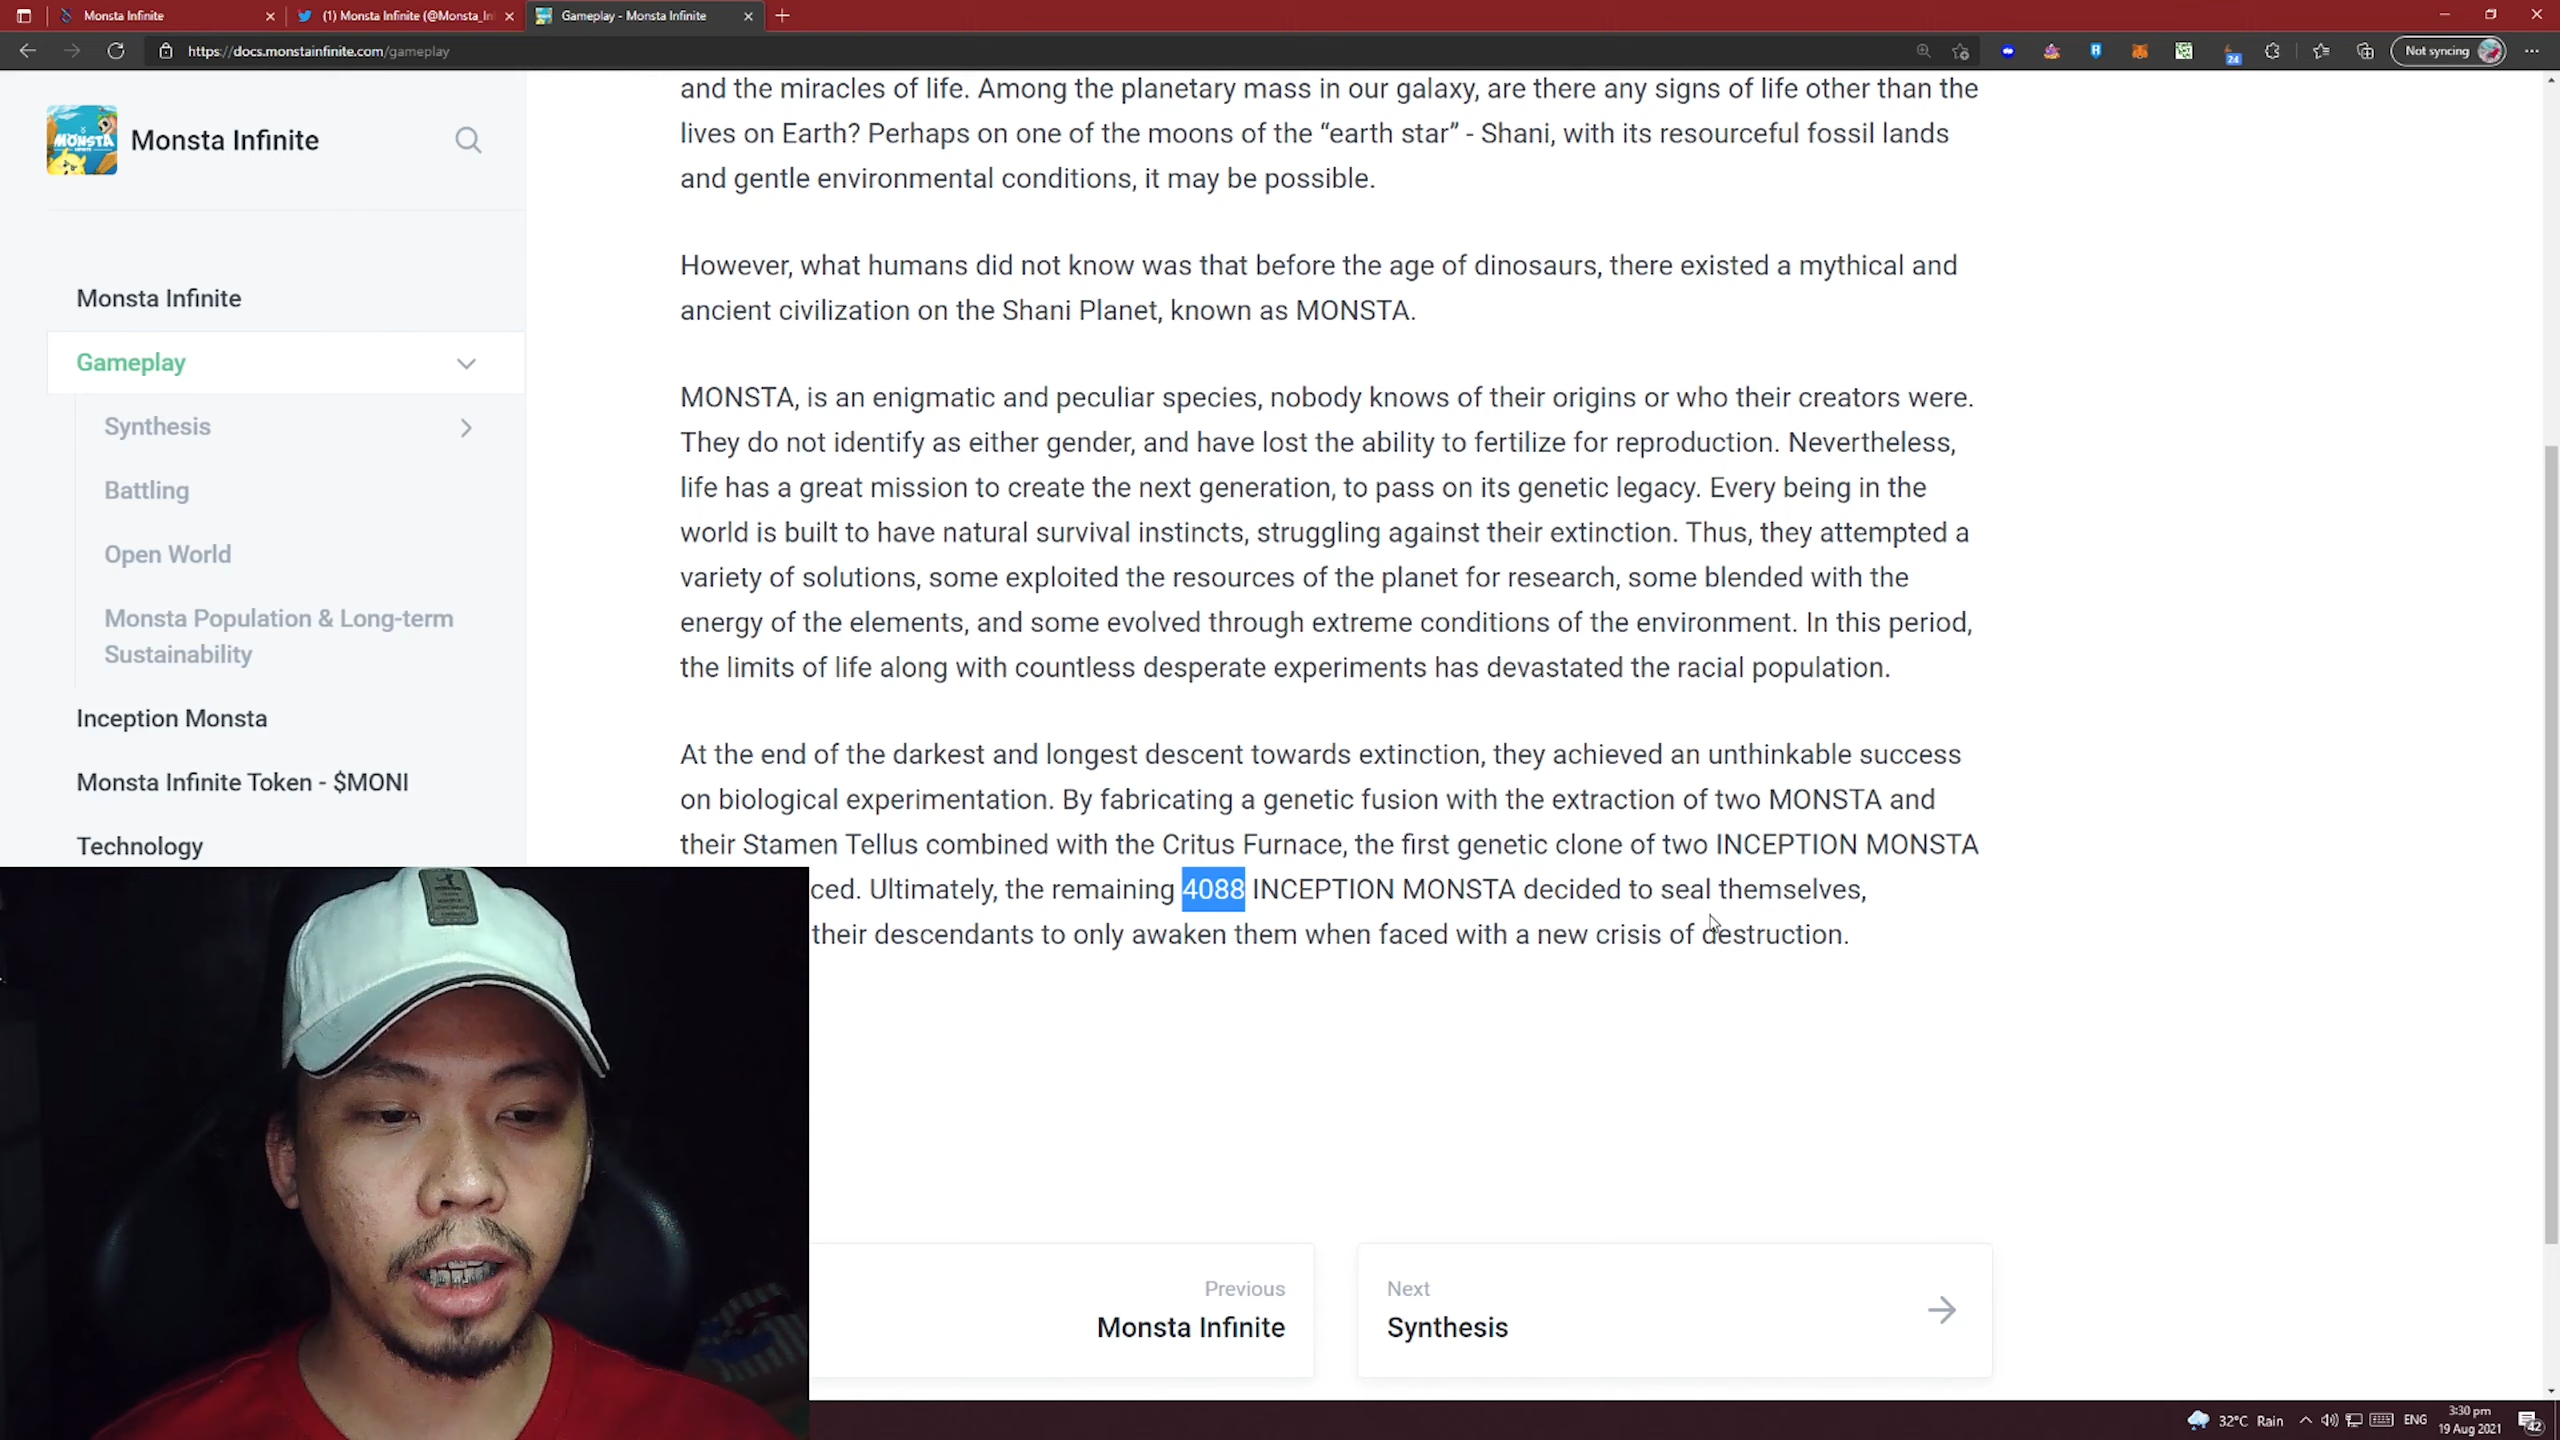 Monsta Infinite
(1) Monsta Infinite (@Monsta_In
Gameplay - Monsta Infinite
https://docs.monstainfinite.com/gameplay
24
Not syncing
MONSTA
Monsta Infinite
Monsta Infinite
Gameplay
Synthesis
Battling
Open World
Monsta Population & Long-term
Sustainability
Inception Monsta
Monsta Infinite Token - $MONI
Technology
and the miracles of life. Among the planetary mass in our galaxy, are there any signs of life other than the
lives on Earth? Perhaps on one of the moons of the “earth star” - Shani, with its resourceful fossil lands
and gentle environmental conditions, it may be possible.
However, what humans did not know was that before the age of dinosaurs, there existed a mythical and
ancient civilization on the Shani Planet, known as MONSTA.
MONSTA, is an enigmatic and peculiar species, nobody knows of their origins or who their creators were.
They do not identify as either gender, and have lost the ability to fertilize for reproduction. Nevertheless,
life has a great mission to create the next generation, to pass on its genetic legacy. Every being in the
world is built to have natural survival instincts, struggling against their extinction. Thus, they attempted a
variety of solutions, some exploited the resources of the planet for research, some blended with the
energy of the elements, and some evolved through extreme conditions of the environment. In this period,
the limits of life along with countless desperate experiments has devastated the racial population.
At the end of the darkest and longest descent towards extinction, they achieved an unthinkable success
on biological experimentation. By fabricating a genetic fusion with the extraction of two MONSTA and
their Stamen Tellus combined with the Critus Furnace, the first genetic clone of two INCEPTION MONSTA
ced. Ultimately, the remaining 4088 INCEPTION MONSTA decided to seal themselves,
their descendants to only awaken them when faced with a new crisis of destruction.
Previous
Monsta Infinite
Next
Synthesis
32°C Rain
ENG
3:30 pm
19 Aug 2021
42